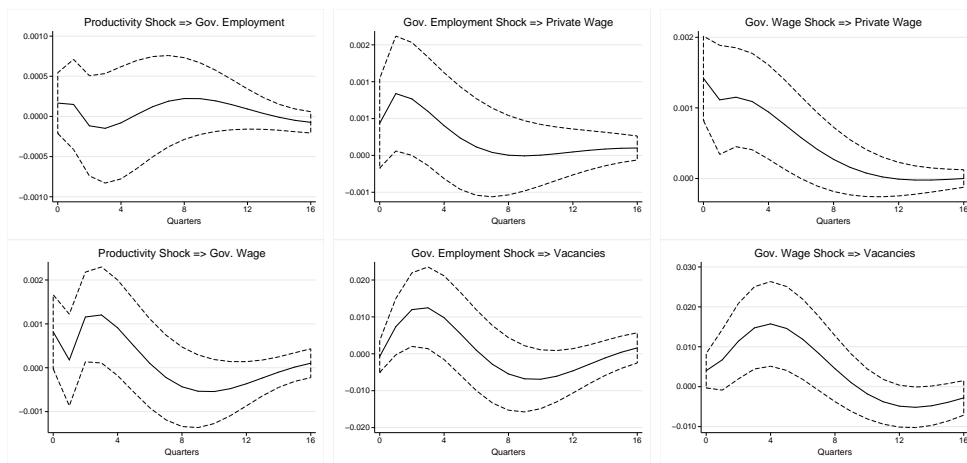 Productivity Shock => Gov. Employment
0.0010
0.0005
0.0000
−0.0005
−0.0010
0 4 8 12 16
Quarters
Gov. Employment Shock => Private Wage
0.002
0.001
0.001
0.000
−0.001
0 4 8 12 16
Quarters
Gov. Wage Shock => Private Wage
0.002
0.001
0.000
0 4 8 12 16
Quarters
Productivity Shock => Gov. Wage
0.002
0.001
0.000
−0.001
0 4 8 12 16
Quarters
Gov. Employment Shock => Vacancies
0.020
0.010
0.000
−0.010
−0.020
0 4 8 12 16
Quarters
Gov. Wage Shock => Vacancies
0.030
0.020
0.010
0.000
−0.010
0 4 8 12 16
Quarters